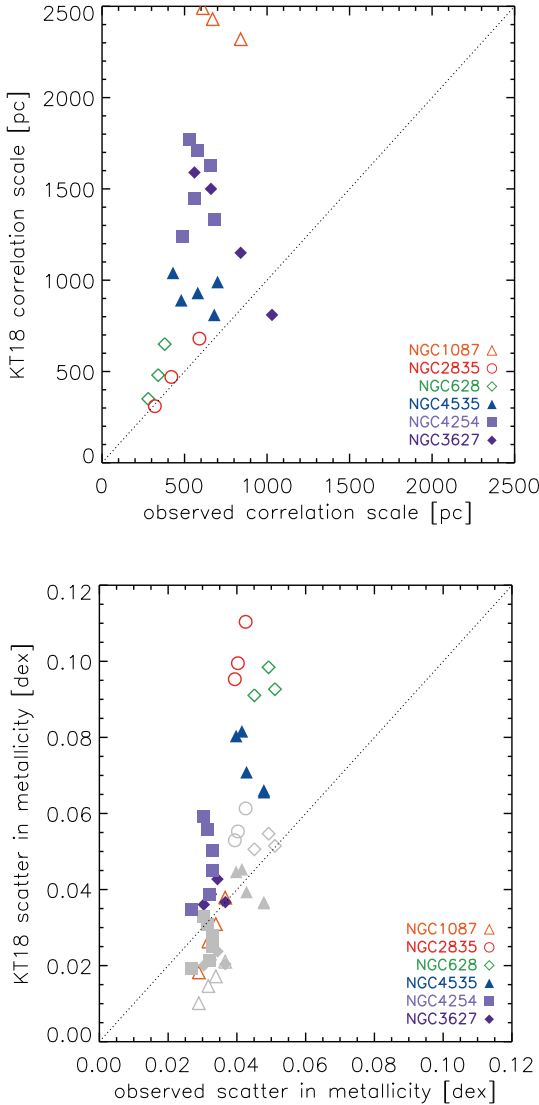 2500
2000
1500
1000
500
0
KT18 correlation scale [pc]
NGC1087
NGC2835
NGC628
NGC4535
NGC4254
NGC3627
0 500 1000 1500 2000 2500
observed correlation scale [pc]
0.12
0.10
0.08
0.06
0.04
0.02
0.00
KT18 scatter in metallicity [dex]
NGC1087
NGC2835
NGC628
NGC4535
NGC4254
NGC3627
0.00 0.02 0.04 0.06 0.08 0.10 0.12
observed scatter in metallicity [dex]